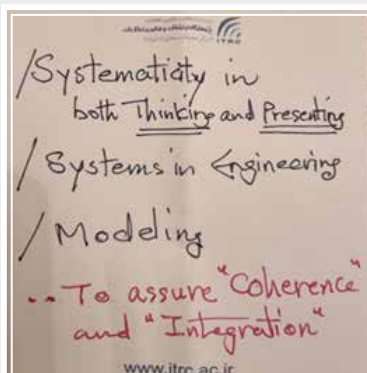 ITRC
/Systematicity in
both Thinking and Presenting
/ Systems in Engineering
/ Modeling
... To assure "Coherence"
and "Integration"
www.itrc.ac.ir